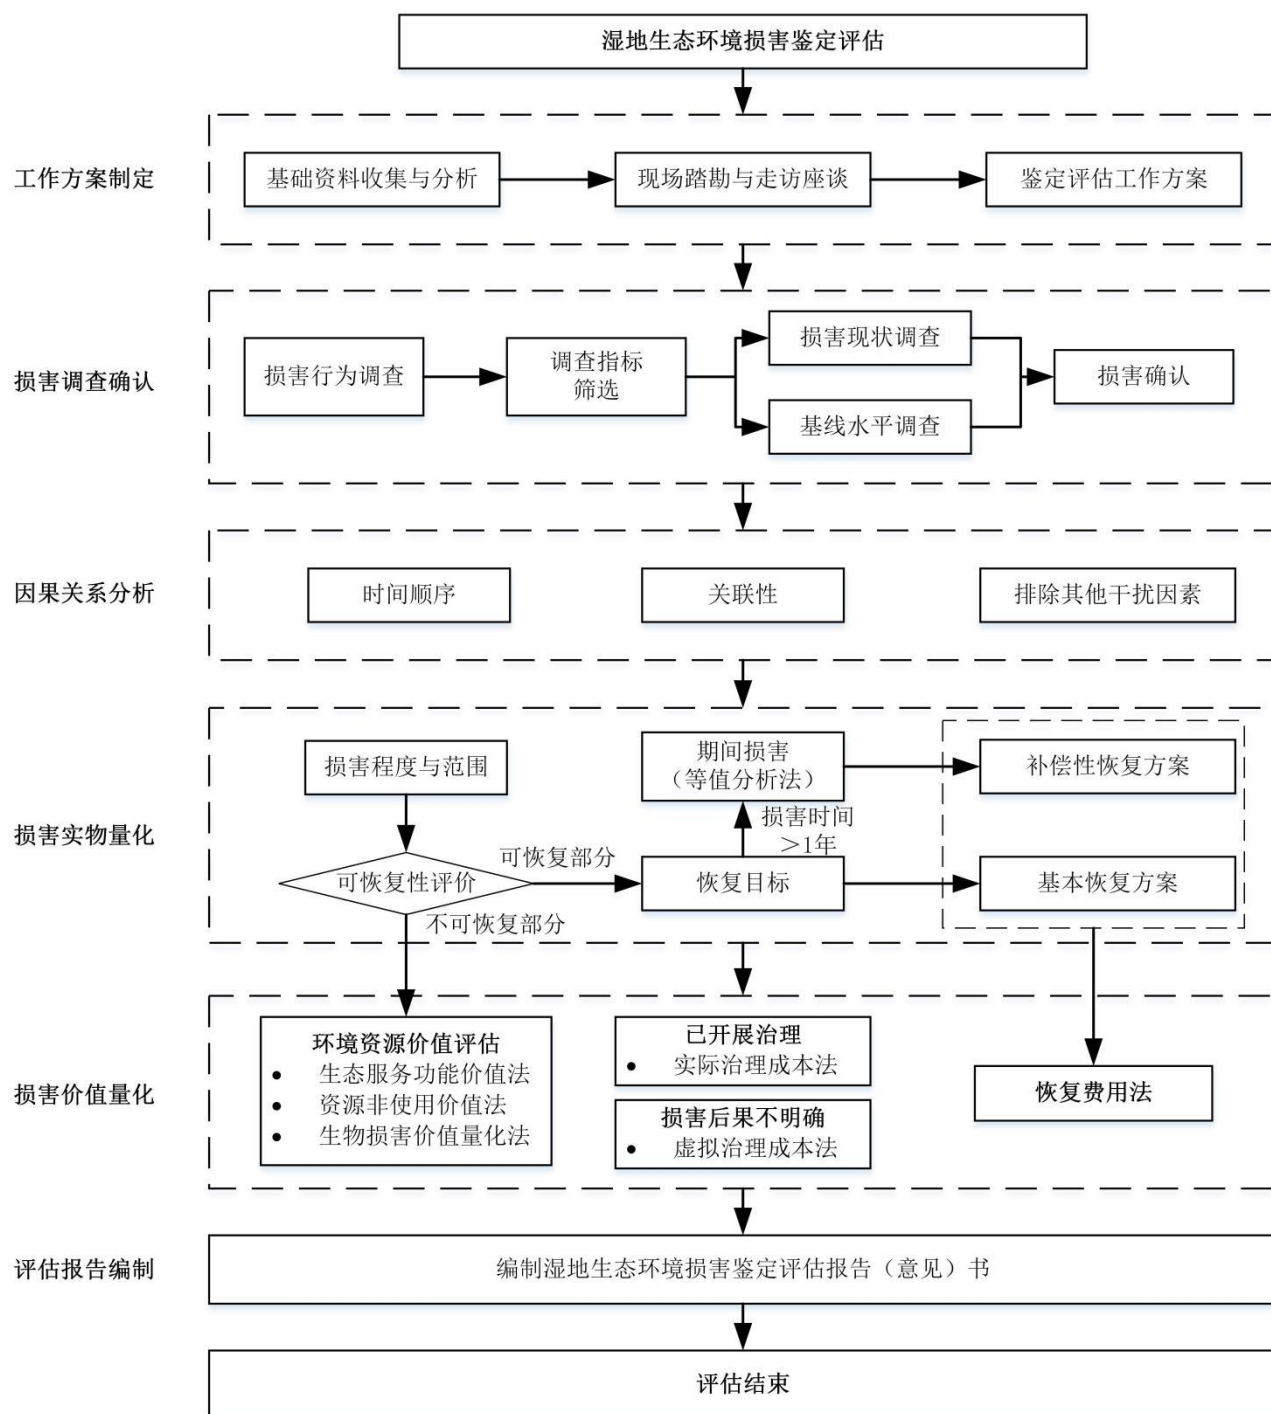 湿地生态环境损害鉴定评估
工作方案制定
基础资料收集与分析
现场踏勘与走访座谈
鉴定评估工作方案
损害调查确认
损害行为调查
调查指标
筛选
损害现状调查
基线水平调查
损害确认
因果关系分析
时间顺序
关联性
排除其他干扰因素
损害实物量化
损害程度与范围
可恢复性评价
可恢复部分
不可恢复部分
期间损害
（等值分析法）
损害时间
＞1年
恢复目标
补偿性恢复方案
基本恢复方案
损害价值量化
环境资源价值评估
• 生态服务功能价值法
• 资源非使用价值法
• 生物损害价值量化法
已开展治理
• 实际治理成本法
损害后果不明确
• 虚拟治理成本法
恢复费用法
评估报告编制
编制湿地生态环境损害鉴定评估报告（意见）书
评估结束